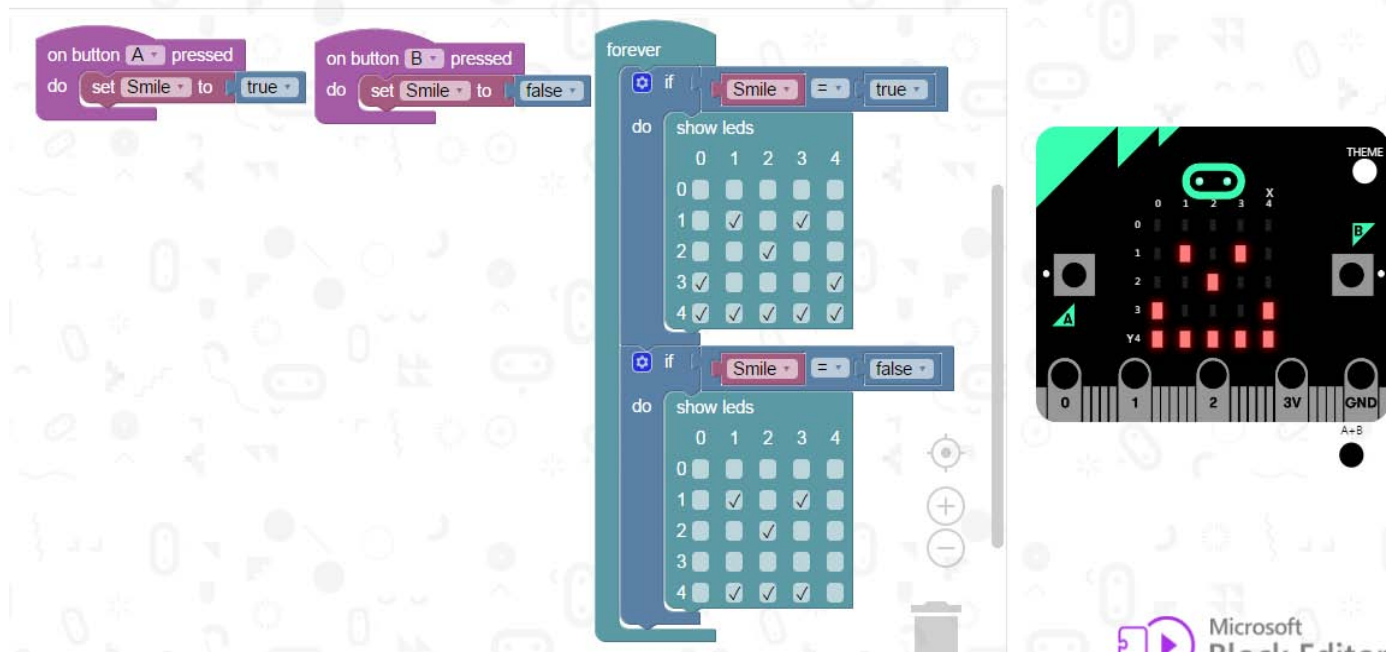 on button A pressed
do set Smile to true
on button B pressed
do set Smile to false
forever
if Smile = true
do show leds
0 1 2 3 4
0
1
2
3
4
if Smile = false
do show leds
0 1 2 3 4
0
1
2
3
4
THEME
X
0 1 2 3 4
0
1
2
3
Y4
A
B
0 1 2 3V GND
A+B
Microsoft
Block Editor